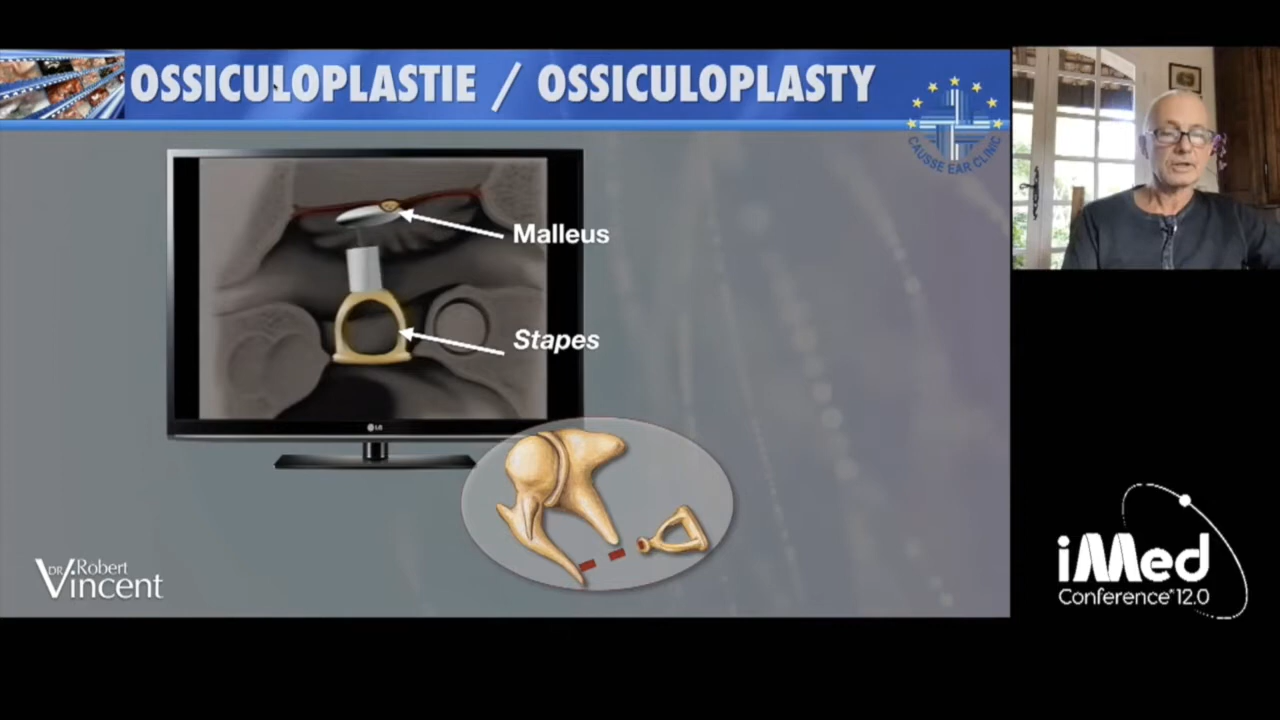 OSSICULOPLASTIE / OSSICULOPLASTY
CAUSSE EAR CLINIC
Malleus
Stapes
LG
DR Robert
Vincent
iMed
Conference 12.0